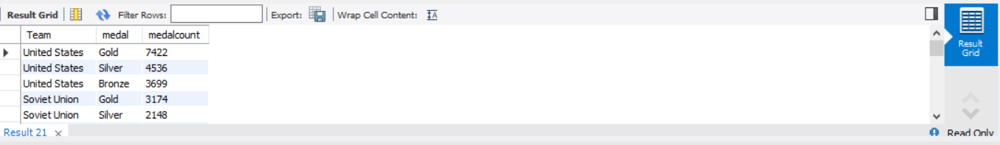 Result Grid Filter Rows: Export: Wrap Cell Content: IA
Team medal medalcount
United States Gold 7422
United States Silver 4536
United States Bronze 3699
Soviet Union Gold 3174
Soviet Union Silver 2148
Result
Grid
Result 21 × Read Only